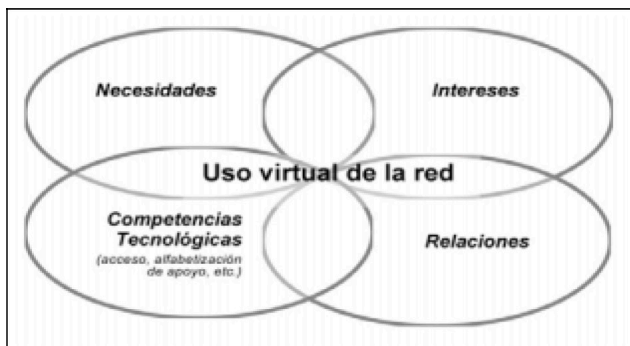 Necesidades
Intereses
Uso virtual de la red
Competencias
Tecnológicas
(acceso, alfabetización
de apoyo, etc.)
Relaciones